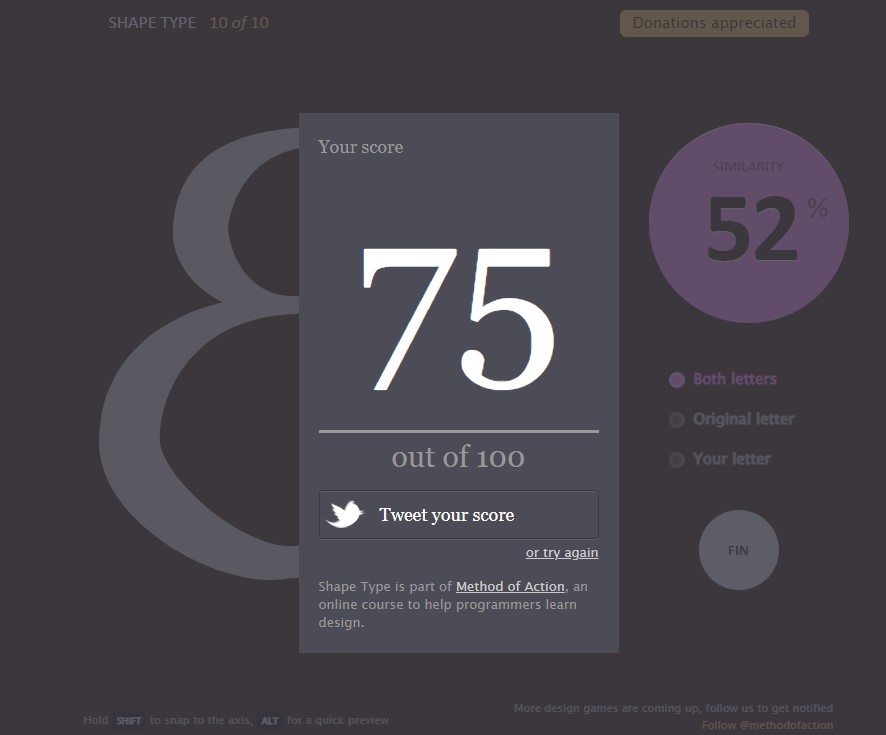 SHAPE TYPE 10 of 10
Donations appreciated
Your score
75
out of 100
Tweet your score
or try again
Shape Type is part of Method of Action, an
online course to help programmers learn
design.
SIMILARITY
52 %
Both letters
Original letter
Your letter
FIN
Hold SHIFT to snap to the axis, ALT for a quick preview
More design games are coming up, follow us to get notified
Follow @methodofaction